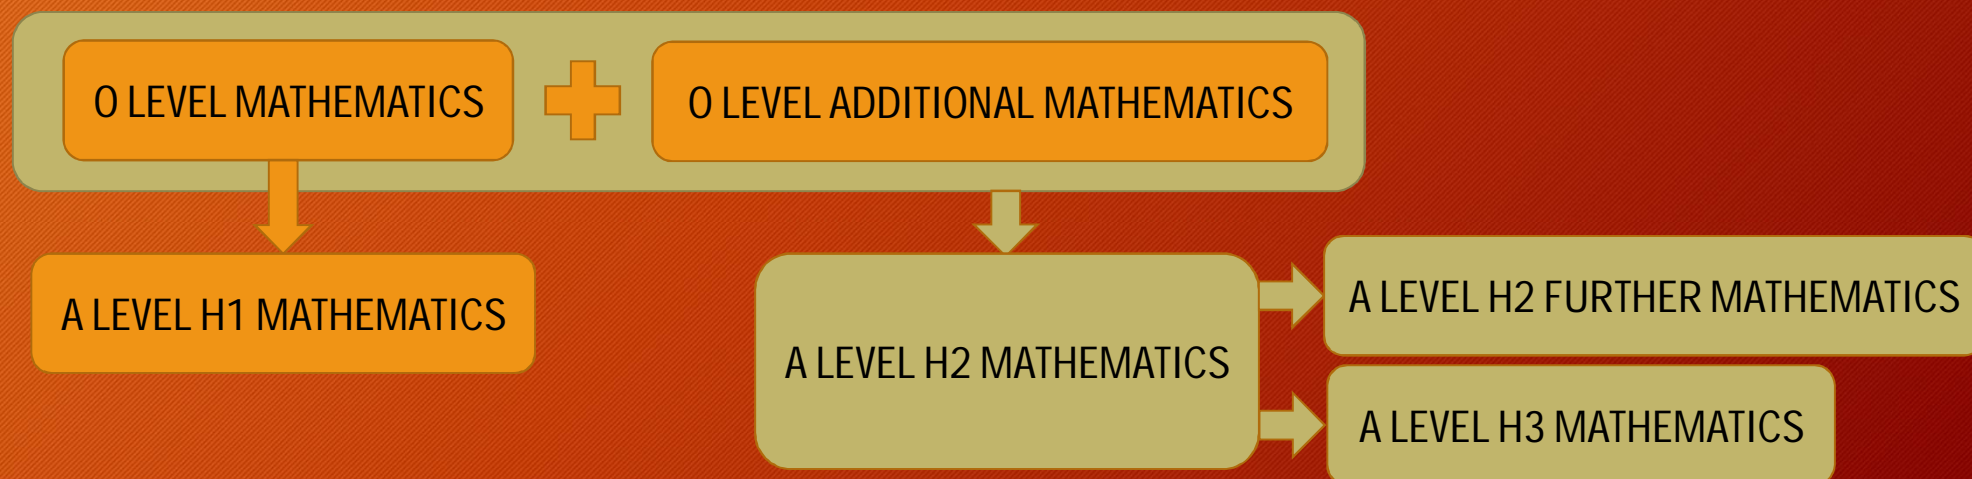 O LEVEL MATHEMATICS
O LEVEL ADDITIONAL MATHEMATICS
A LEVEL H1 MATHEMATICS
A LEVEL H2 MATHEMATICS
A LEVEL H2 FURTHER MATHEMATICS
A LEVEL H3 MATHEMATICS